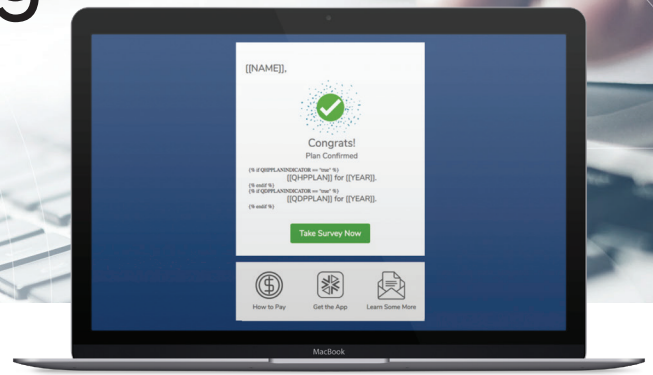 [[NAME]],
Congrats!
Plan Confirmed
{% if QHPPLANINDICATOR == "true" %}
[[QHPPLAN]] for [[YEAR]].
{% endif %}
{% if QDPPLANINDICATOR == "true" %}
[[QDPPLAN]] for [[YEAR]].
{% endif %}
Take Survey Now
How to Pay
Get the App
Learn Some More
MacBook